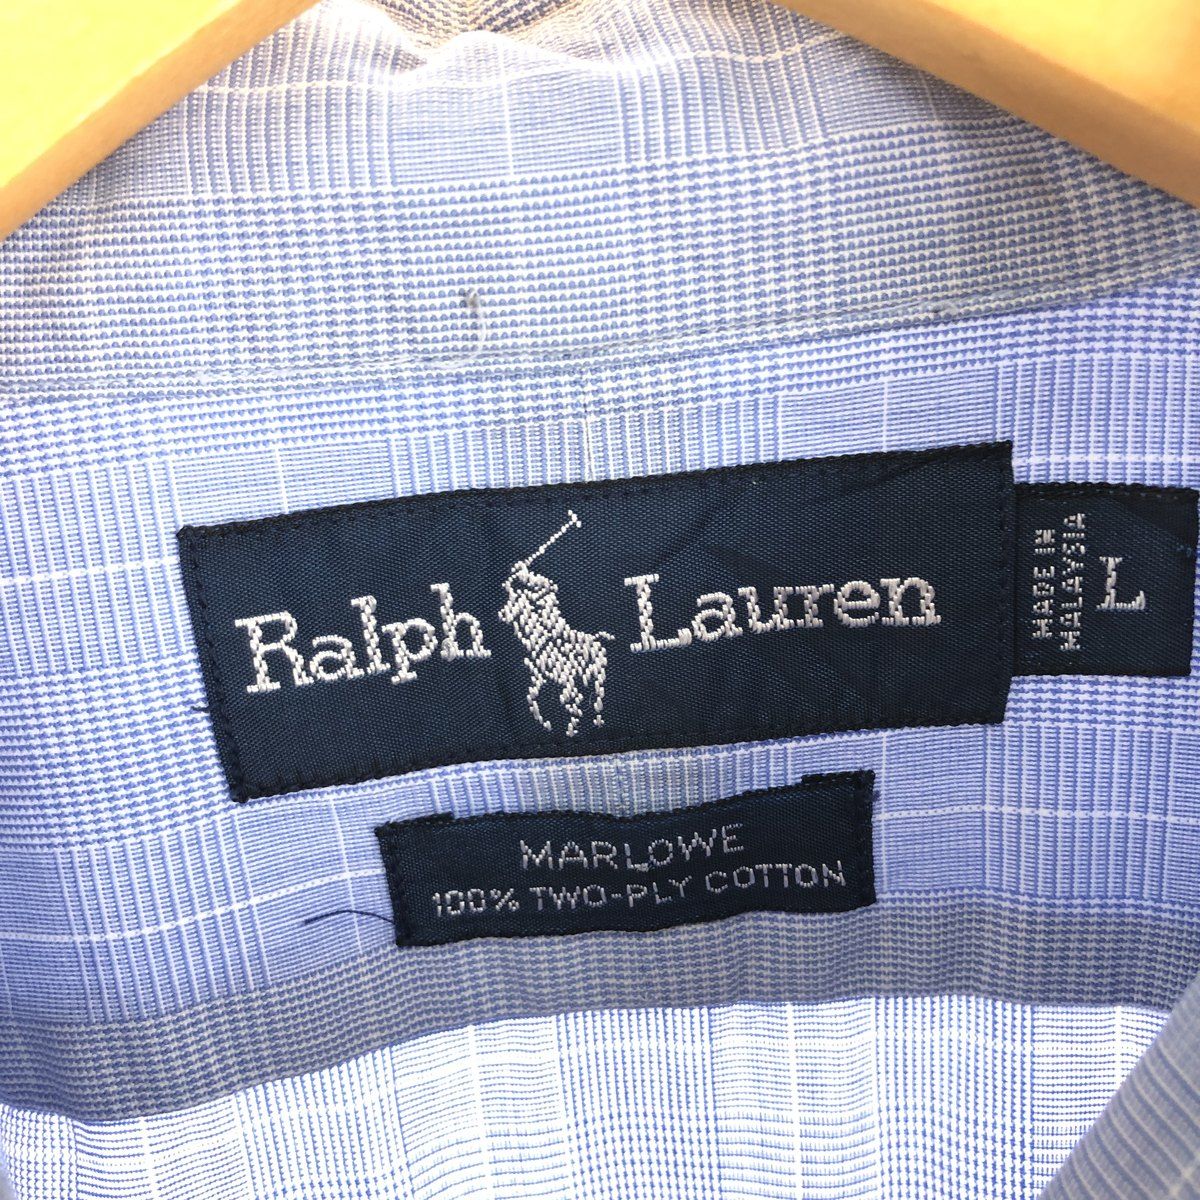 Ralph Lauren
MADE IN
MALAYSIA
L
MARLOWE
100% TWO-PLY COTTON